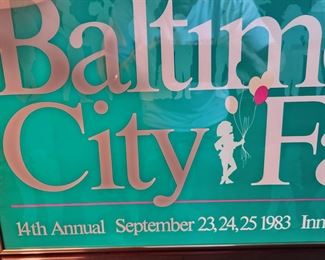 Baltim
City Fa
14th Annual September 23,24,25 1983 Inn